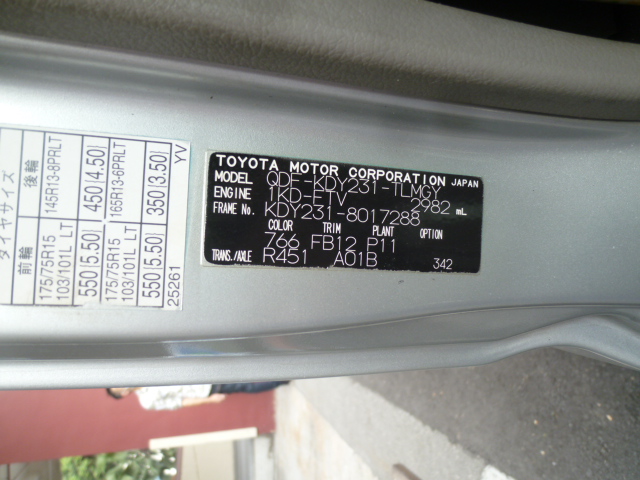 TOYOTA MOTOR CORPORATION JAPAN
MODEL QDF-KDY231-TLMGY
ENGINE 1KD-FTV 2982 mL
FRAME No. KDY231-8017288
COLOR TRIM PLANT
766 FB12 P11
TRANS./AXLE R451 A01B 342
タイヤサイズ
前輪 後輪
175/75R15 103/101L LT 145R13-8PRLT
550 5.50 450 4.50
175/75R15 103/101L LT 165R13-6PRLT
550 5.50 350 3.50
25261 YV